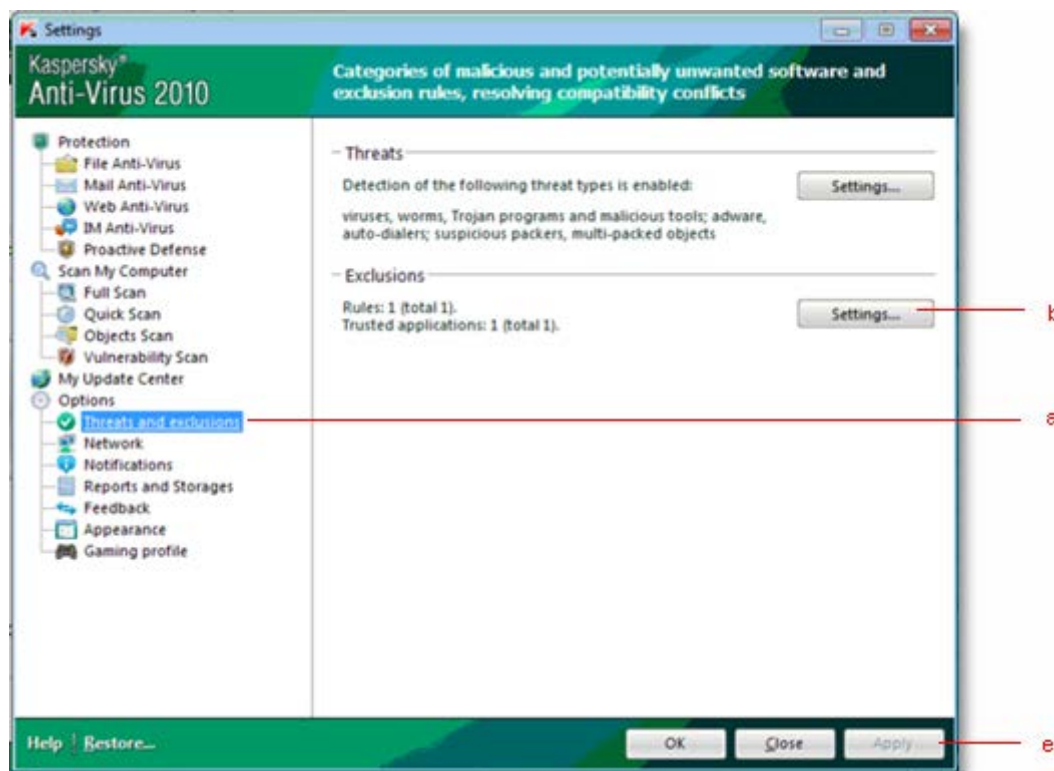 Settings
Kaspersky®
Anti-Virus 2010
Categories of malicious and potentially unwanted software and
exclusion rules, resolving compatibility conflicts
Protection
File Anti-Virus
Mail Anti-Virus
Web Anti-Virus
IM Anti-Virus
Proactive Defense
Scan My Computer
Full Scan
Quick Scan
Objects Scan
Vulnerability Scan
My Update Center
Options
Threats and exclusions
Network
Notifications
Reports and Storages
Feedback
Appearance
Gaming profile
Threats
Detection of the following threat types is enabled:
Settings...
viruses, worms, Trojan programs and malicious tools; adware,
auto-dialers; suspicious packers, multi-packed objects
Exclusions
Rules: 1 (total 1).
Trusted applications: 1 (total 1).
Settings...
b
a
Help Restore...
OK
Close
Apply
e